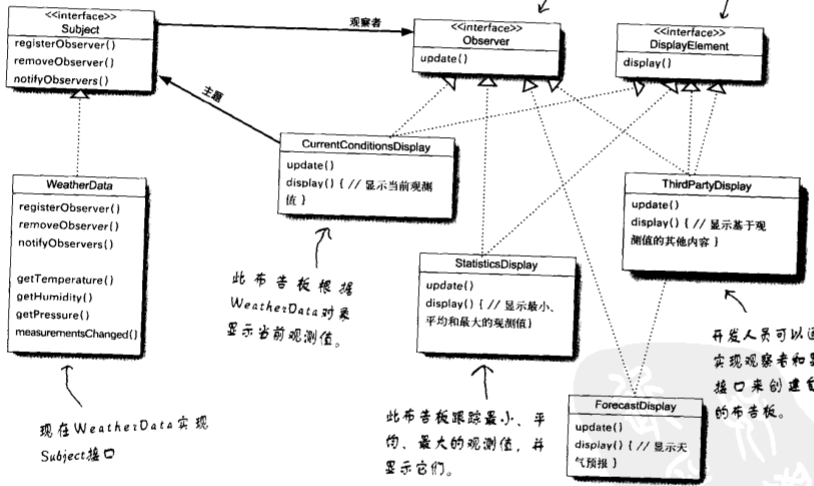 <<interface>>
Subject
registerObserver()
removeObserver()
notifyObservers()
观察者
<<interface>>
Observer
update()
<<interface>>
DisplayElement
display()
主题
CurrentConditionsDisplay
update()
display() { // 显示当前观测
值 }
WeatherData
registerObserver()
removeObserver()
notifyObservers()
getTemperature()
getHumidity()
getPressure()
measurementsChanged()
ThirdPartyDisplay
update()
display() { // 显示基于观
测值的其他内容 }
StatisticsDisplay
update()
display() { // 显示最小、
平均和最大的观测值}
此布告板根据
WeatherData对象
显示当前观测值。
开发人员可以
实现观察者和
接口来创建
的布告板。
ForecastDisplay
update()
display() { // 显示天
气预报 }
现在WeatherData实现
Subject接口
此布告板跟踪最小、平
均、最大的观测值，并
显示它们。